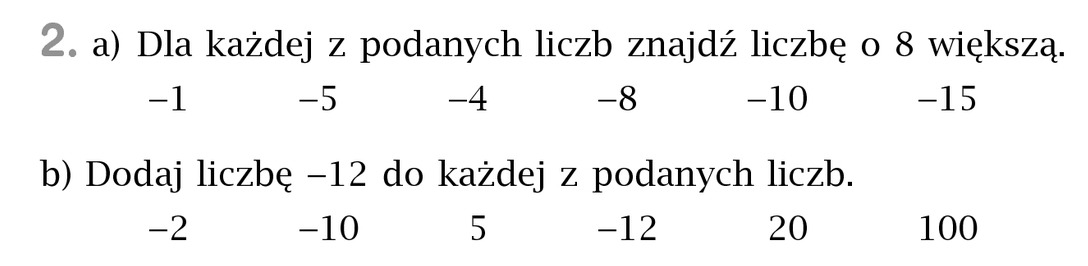 2. a) Dla każdej z podanych liczb znajdź liczbę o 8 większą.
–1 –5 –4 –8 –10 –15
b) Dodaj liczbę –12 do każdej z podanych liczb.
–2 –10 5 –12 20 100